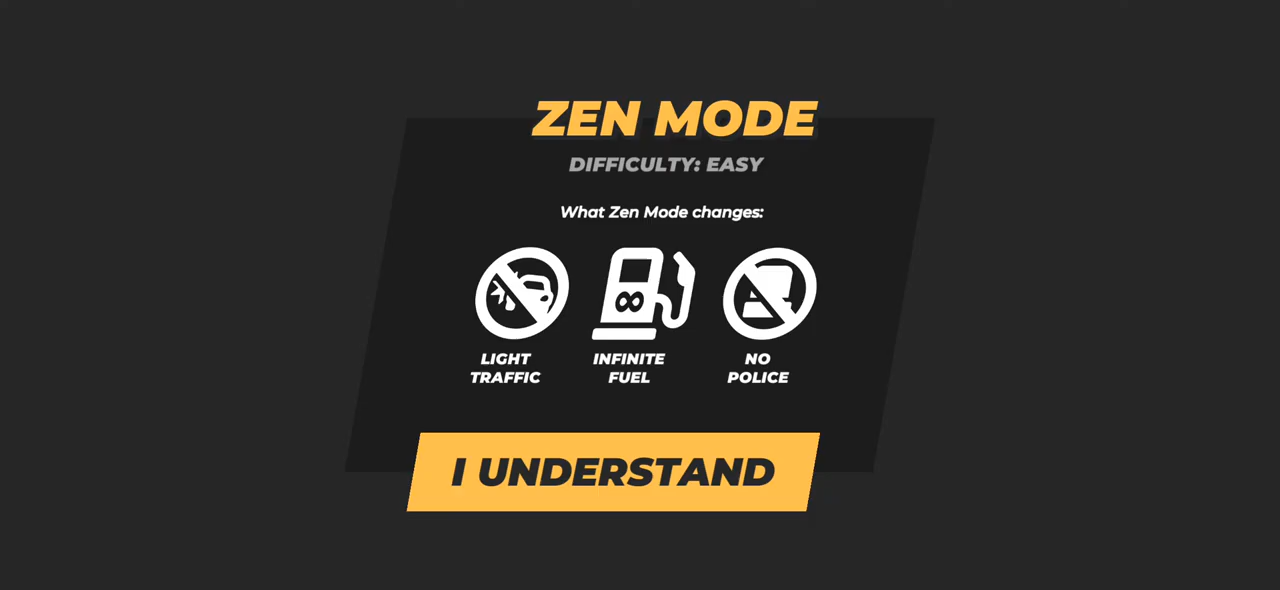 ZEN MODE
DIFFICULTY: EASY
What Zen Mode changes:
LIGHT
TRAFFIC
INFINITE
FUEL
NO
POLICE
I UNDERSTAND